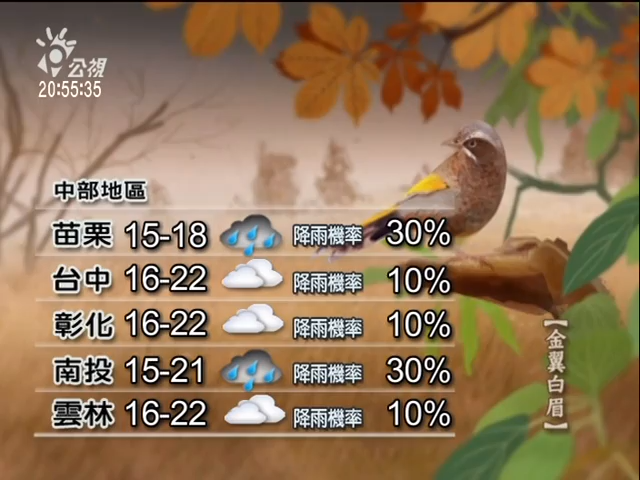 公視
20:55:35
中部地區
苗栗 15-18 降雨機率 30%
台中 16-22 降雨機率 10%
彰化 16-22 降雨機率 10%
南投 15-21 降雨機率 30%
雲林 16-22 降雨機率 10%
【金翼白眉】